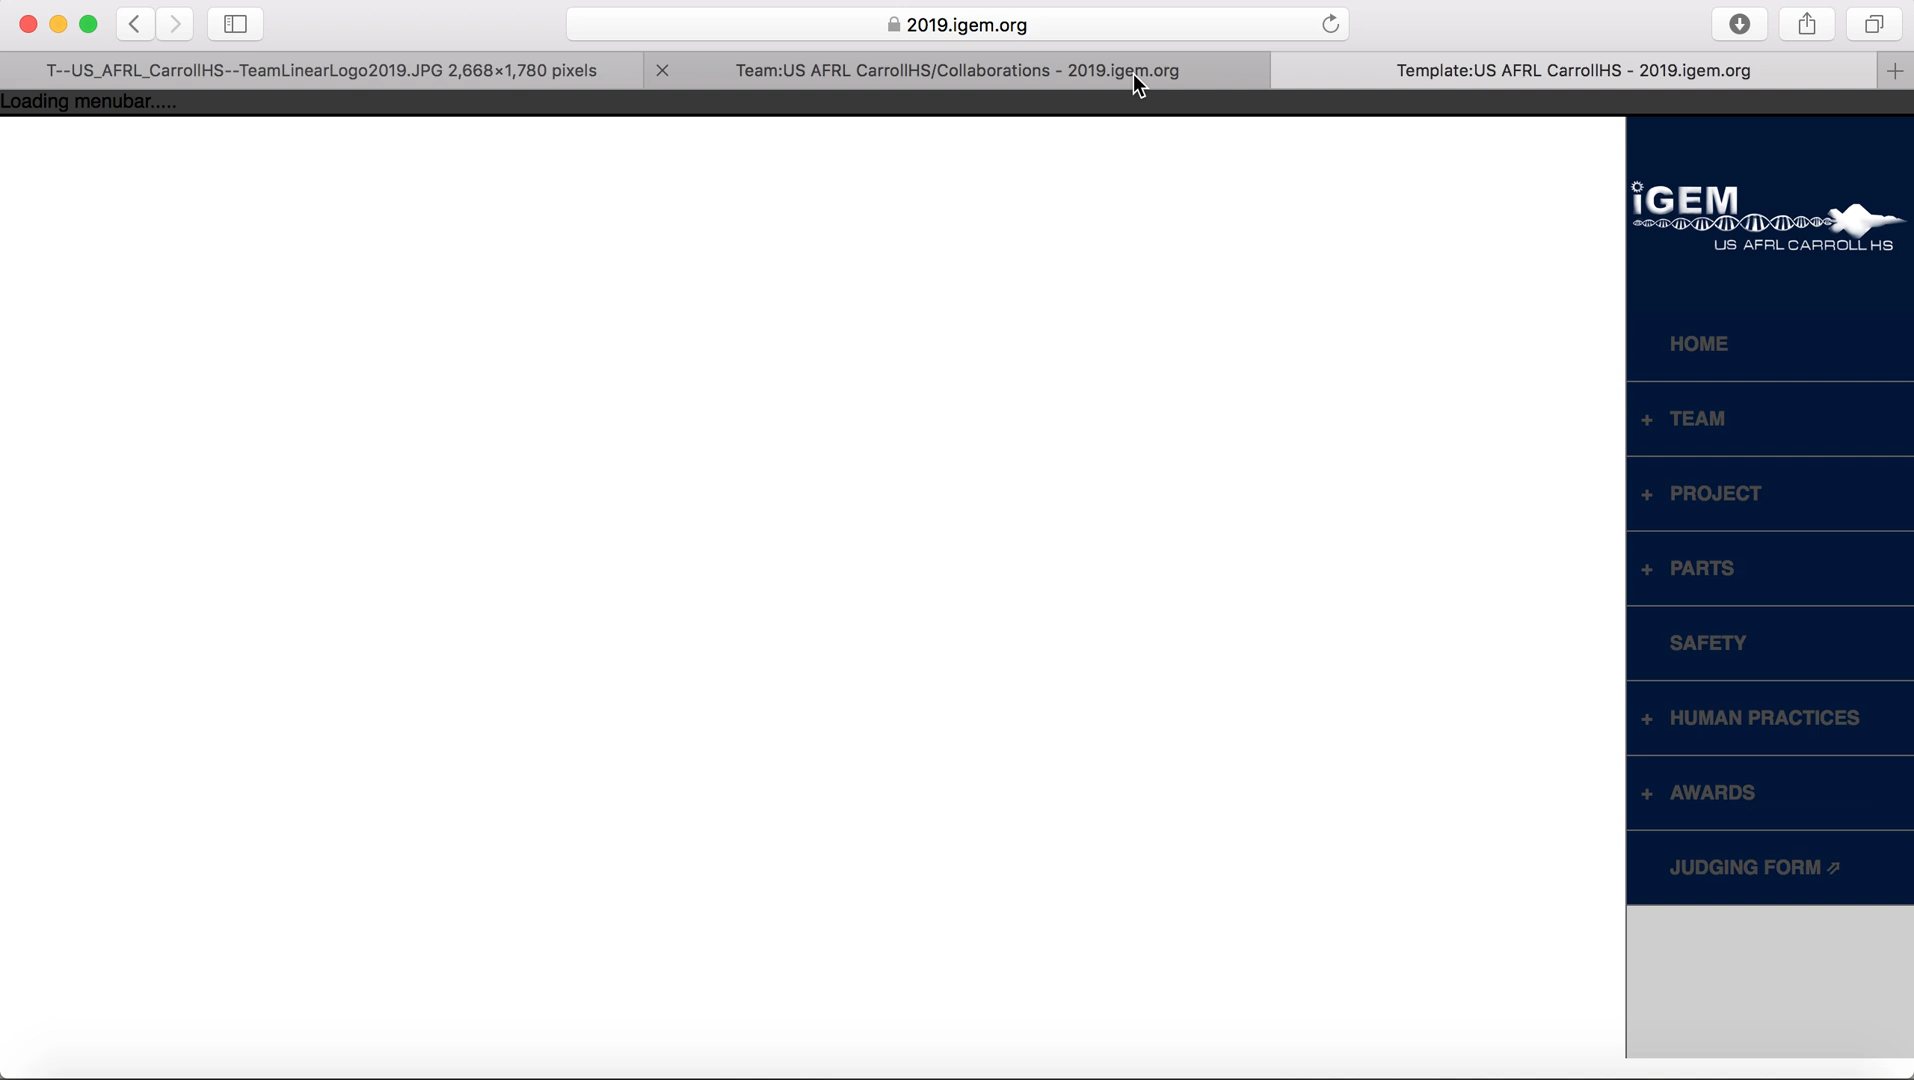 2019.igem.org
T--US_AFRL_CarrollHS--TeamLinearLogo2019.JPG 2,668×1,780 pixels
Team:US AFRL CarrollHS/Collaborations - 2019.igem.org
Template:US AFRL CarrollHS - 2019.igem.org
Loading menubar.....
iGEM
US AFRL CARROLL HS
HOME
+ TEAM
+ PROJECT
+ PARTS
SAFETY
+ HUMAN PRACTICES
+ AWARDS
JUDGING FORM ⇗